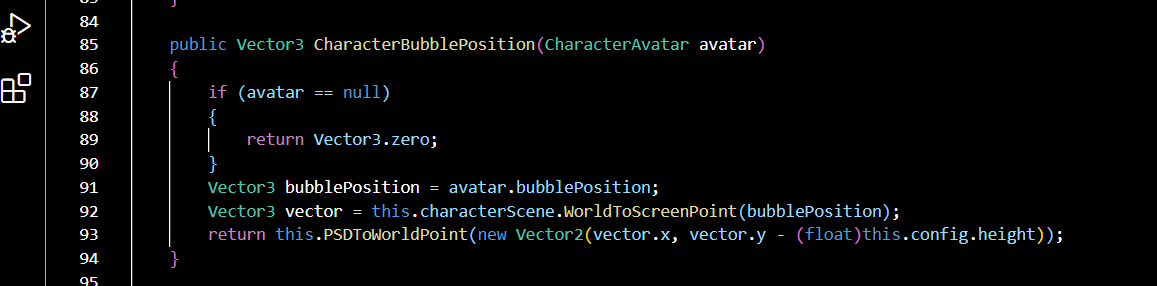 83 }
84
85 public Vector3 CharacterBubblePosition(CharacterAvatar avatar)
86 {
87 if (avatar == null)
88 {
89 return Vector3.zero;
90 }
91 Vector3 bubblePosition = avatar.bubblePosition;
92 Vector3 vector = this.characterScene.WorldToScreenPoint(bubblePosition);
93 return this.PSDToWorldPoint(new Vector2(vector.x, vector.y - (float)this.config.height));
94 }
95